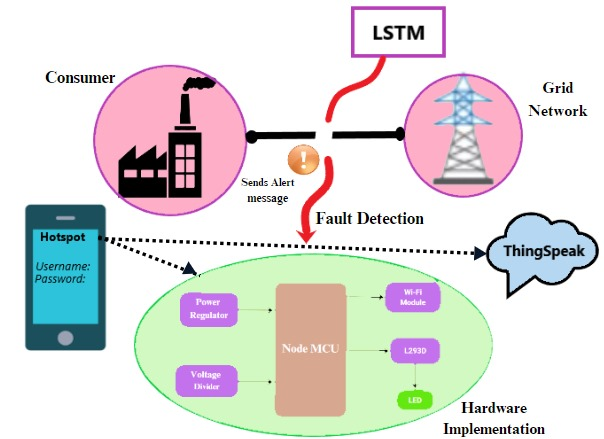 LSTM
Consumer
Grid
Network
Sends Alert
message
Fault Detection
Hotspot
Username:
Password:
ThingSpeak
Power
Regulator
Wi-Fi
Module
Node MCU
L293D
Voltage
Divider
LED
Hardware
Implementation